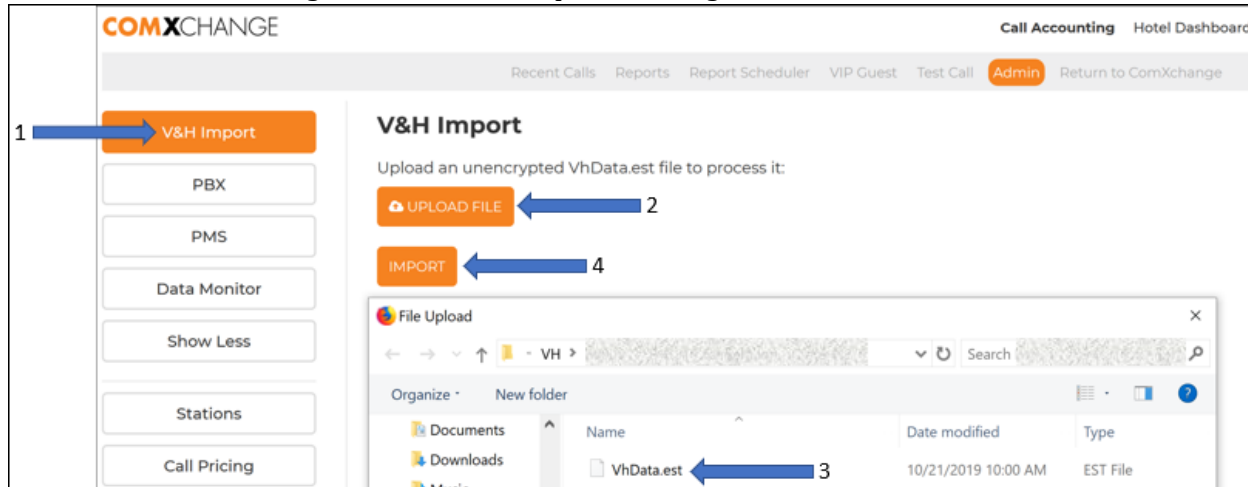 COMXCHANGE
Call Accounting Hotel Dashboard
Recent Calls Reports Report Scheduler VIP Guest Test Call Admin Return to ComXchange
1
V&H Import
PBX
PMS
Data Monitor
Show Less
Stations
Call Pricing
V&H Import
Upload an unencrypted VhData.est file to process it:
UPLOAD FILE 2
IMPORT 4
File Upload
VH > Search
Organize New folder
Documents
Downloads
Name Date modified Type
VhData.est 3 10/21/2019 10:00 AM EST File